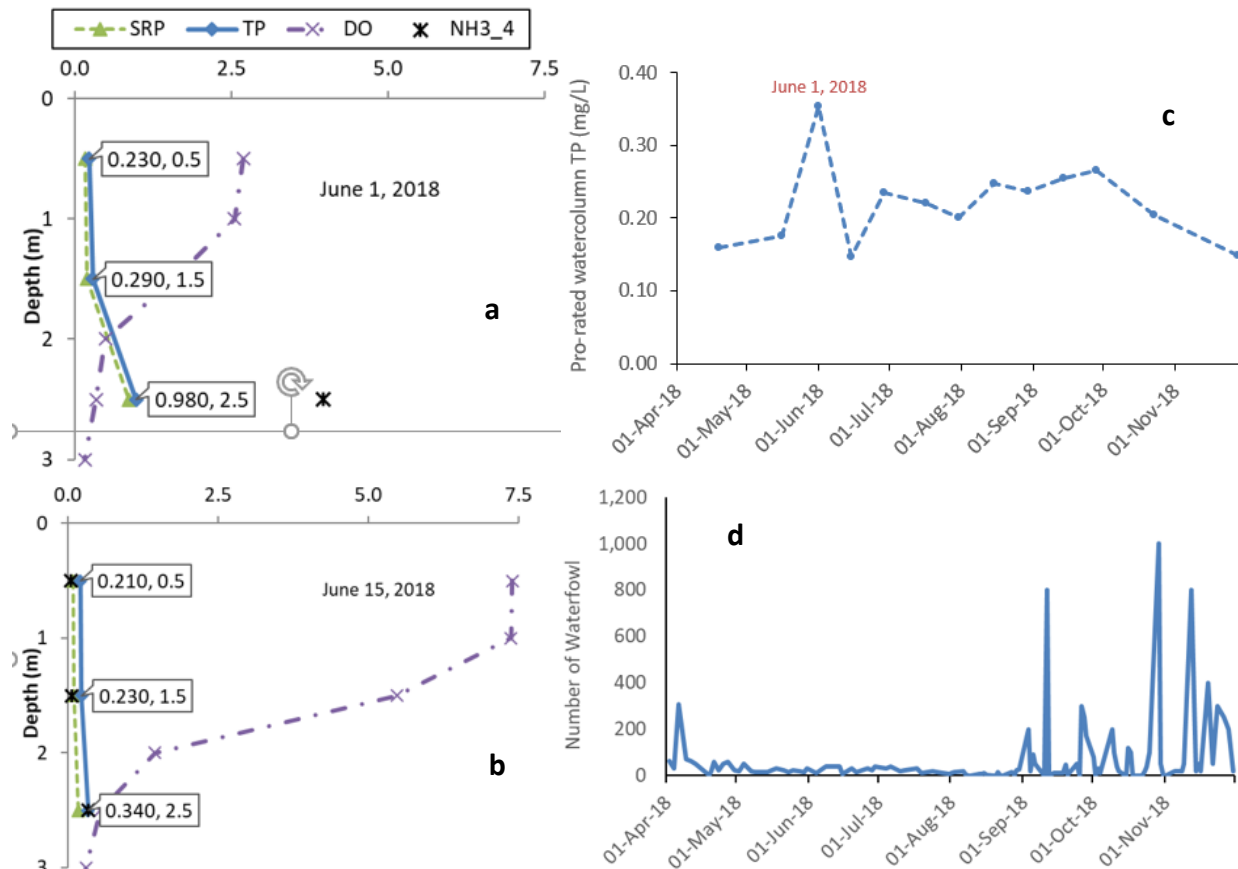 SRP TP DO NH3_4
0.0 2.5 5.0 7.5
0
1
2
3
Depth (m)
0.230, 0.5
0.290, 1.5
0.980, 2.5
June 1, 2018
a
0.0 2.5 5.0 7.5
0
1
2
3
Depth (m)
0.210, 0.5
0.230, 1.5
0.340, 2.5
June 15, 2018
b
Pro-rated watercolumn TP (mg/L)
0.40
0.30
0.20
0.10
0.00
June 1, 2018
c
01-Apr-18 01-May-18 01-Jun-18 01-Jul-18 01-Aug-18 01-Sep-18 01-Oct-18 01-Nov-18
Number of Waterfowl
1,200
1,000
800
600
400
200
0
d
01-Apr-18 01-May-18 01-Jun-18 01-Jul-18 01-Aug-18 01-Sep-18 01-Oct-18 01-Nov-18